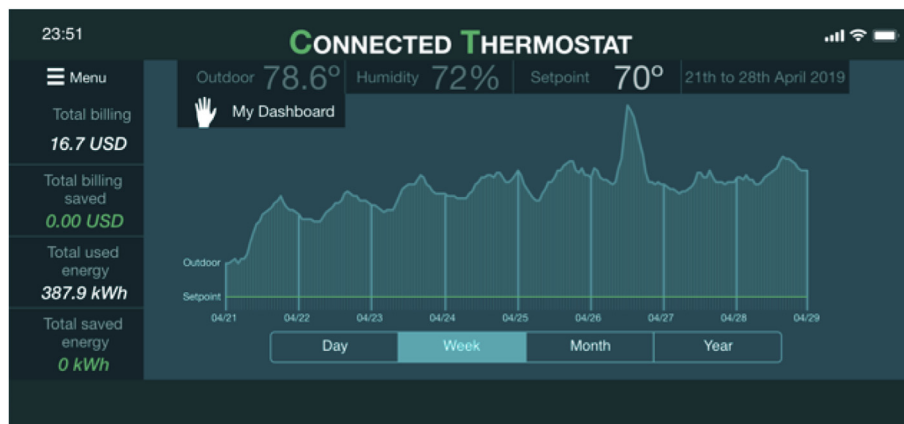 23:51
CONNECTED THERMOSTAT
Menu
Outdoor 78.6º Humidity 72% Setpoint 70º 21th to 28th April 2019
My Dashboard
Total billing
16.7 USD
Total billing
saved
0.00 USD
Total used
energy
387.9 kWh
Total saved
energy
0 kWh
Outdoor
Setpoint
04/21 04/22 04/23 04/24 04/25 04/26 04/27 04/28 04/29
Day Week Month Year